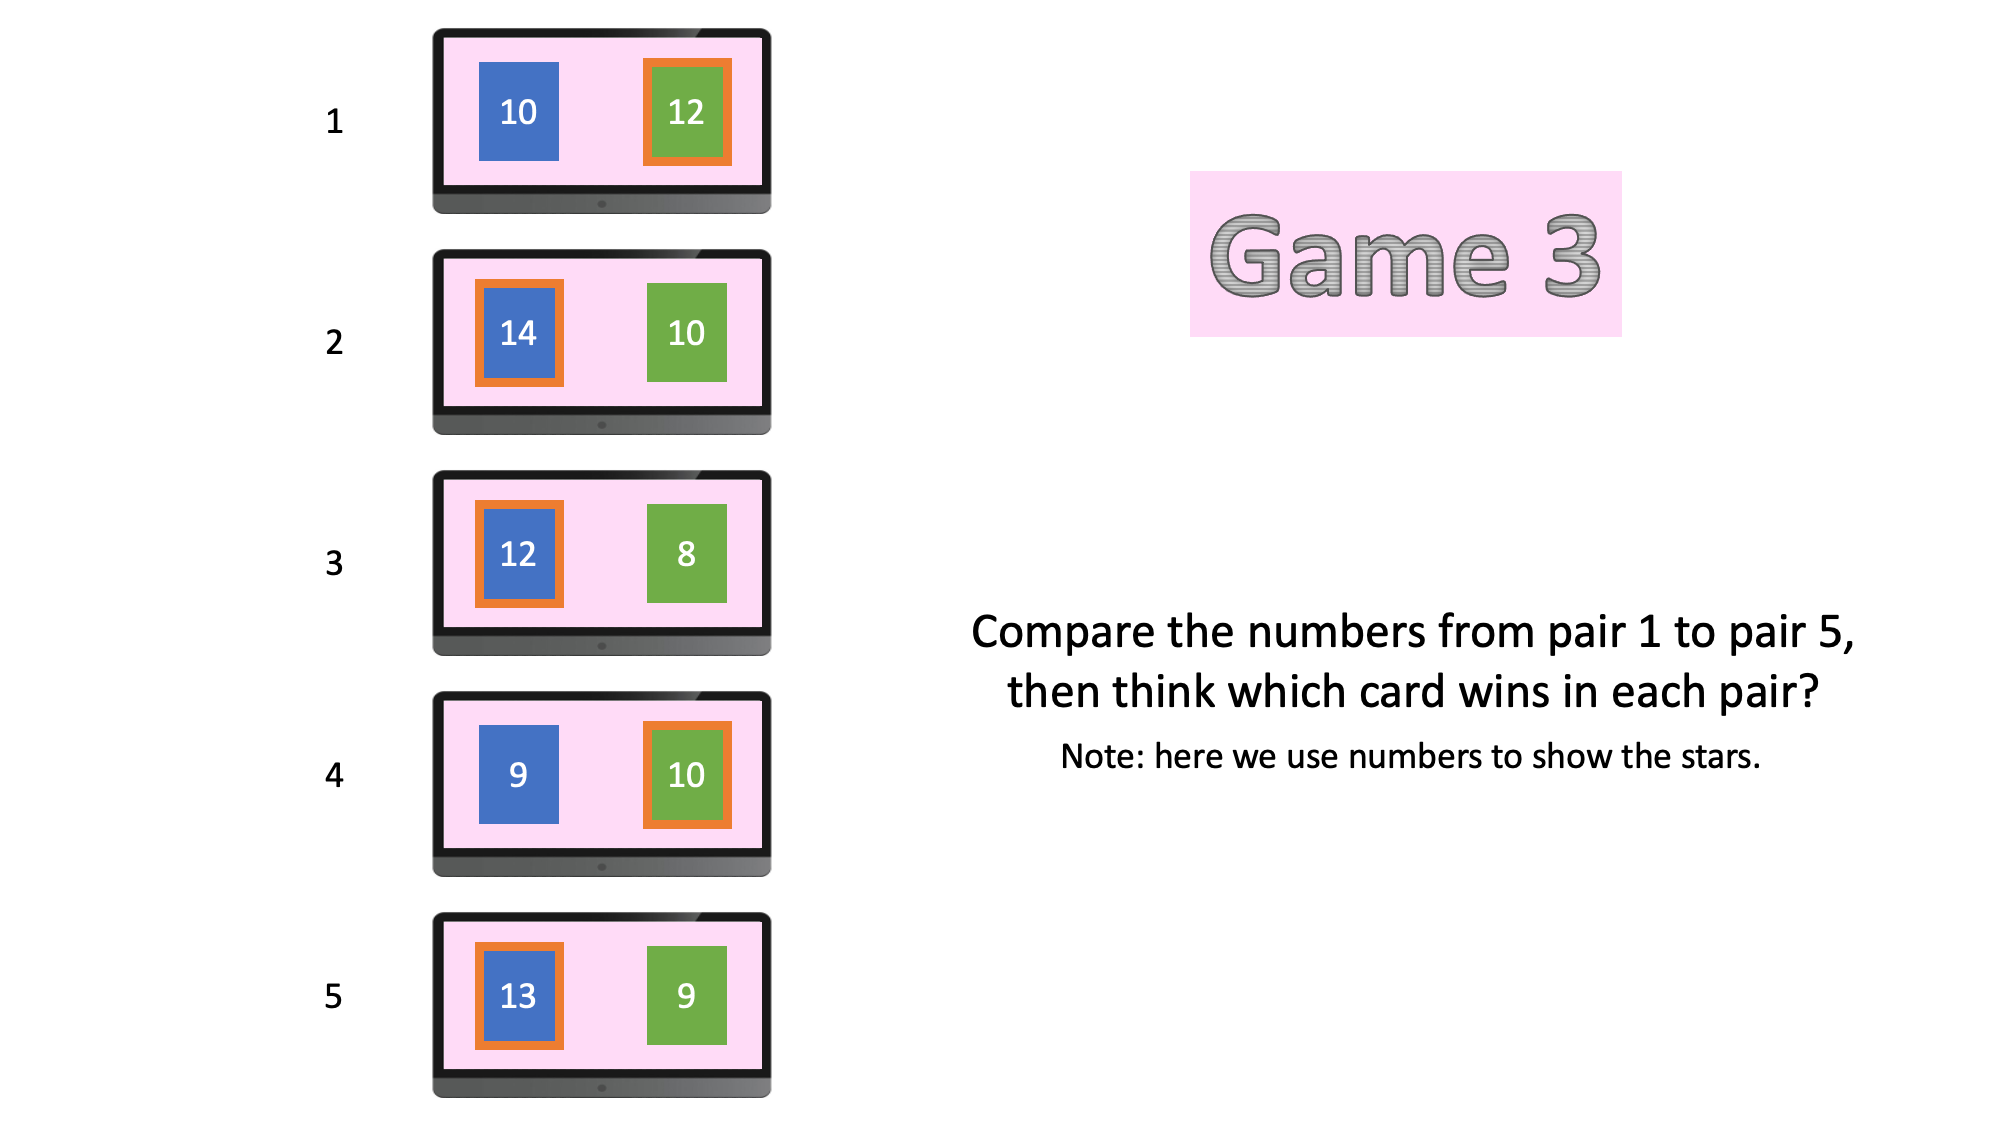 1
10 12
2
14 10
3
12 8
4
9 10
5
13 9
Game 3
Compare the numbers from pair 1 to pair 5,
then think which card wins in each pair?
Note: here we use numbers to show the stars.